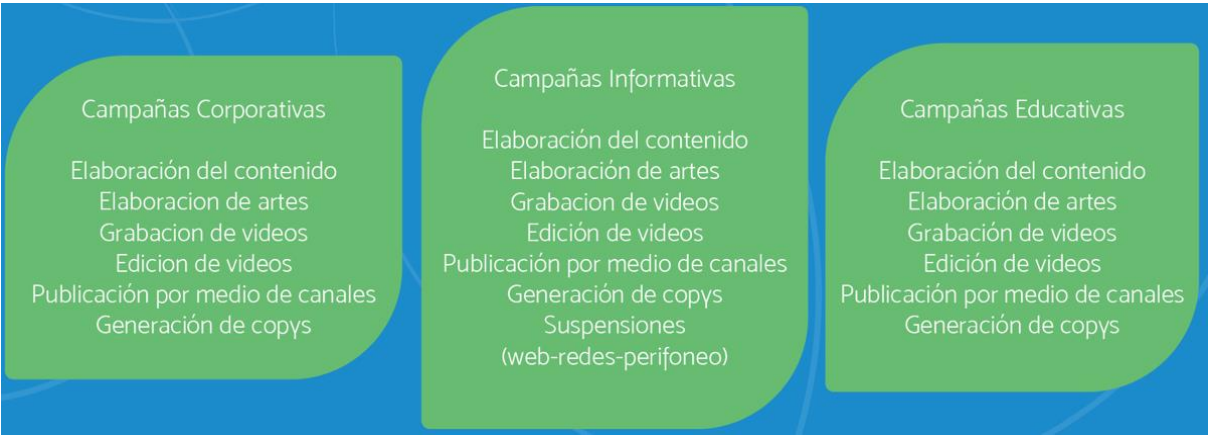 Campañas Corporativas
Elaboración del contenido
Elaboracion de artes
Grabacion de videos
Edicion de videos
Publicación por medio de canales
Generación de copys
Campañas Informativas
Elaboración del contenido
Elaboración de artes
Grabacion de videos
Edición de videos
Publicación por medio de canales
Generación de copys
Suspensiones
(web-redes-perifoneo)
Campañas Educativas
Elaboración del contenido
Elaboración de artes
Grabación de videos
Edición de videos
Publicación por medio de canales
Generación de copys